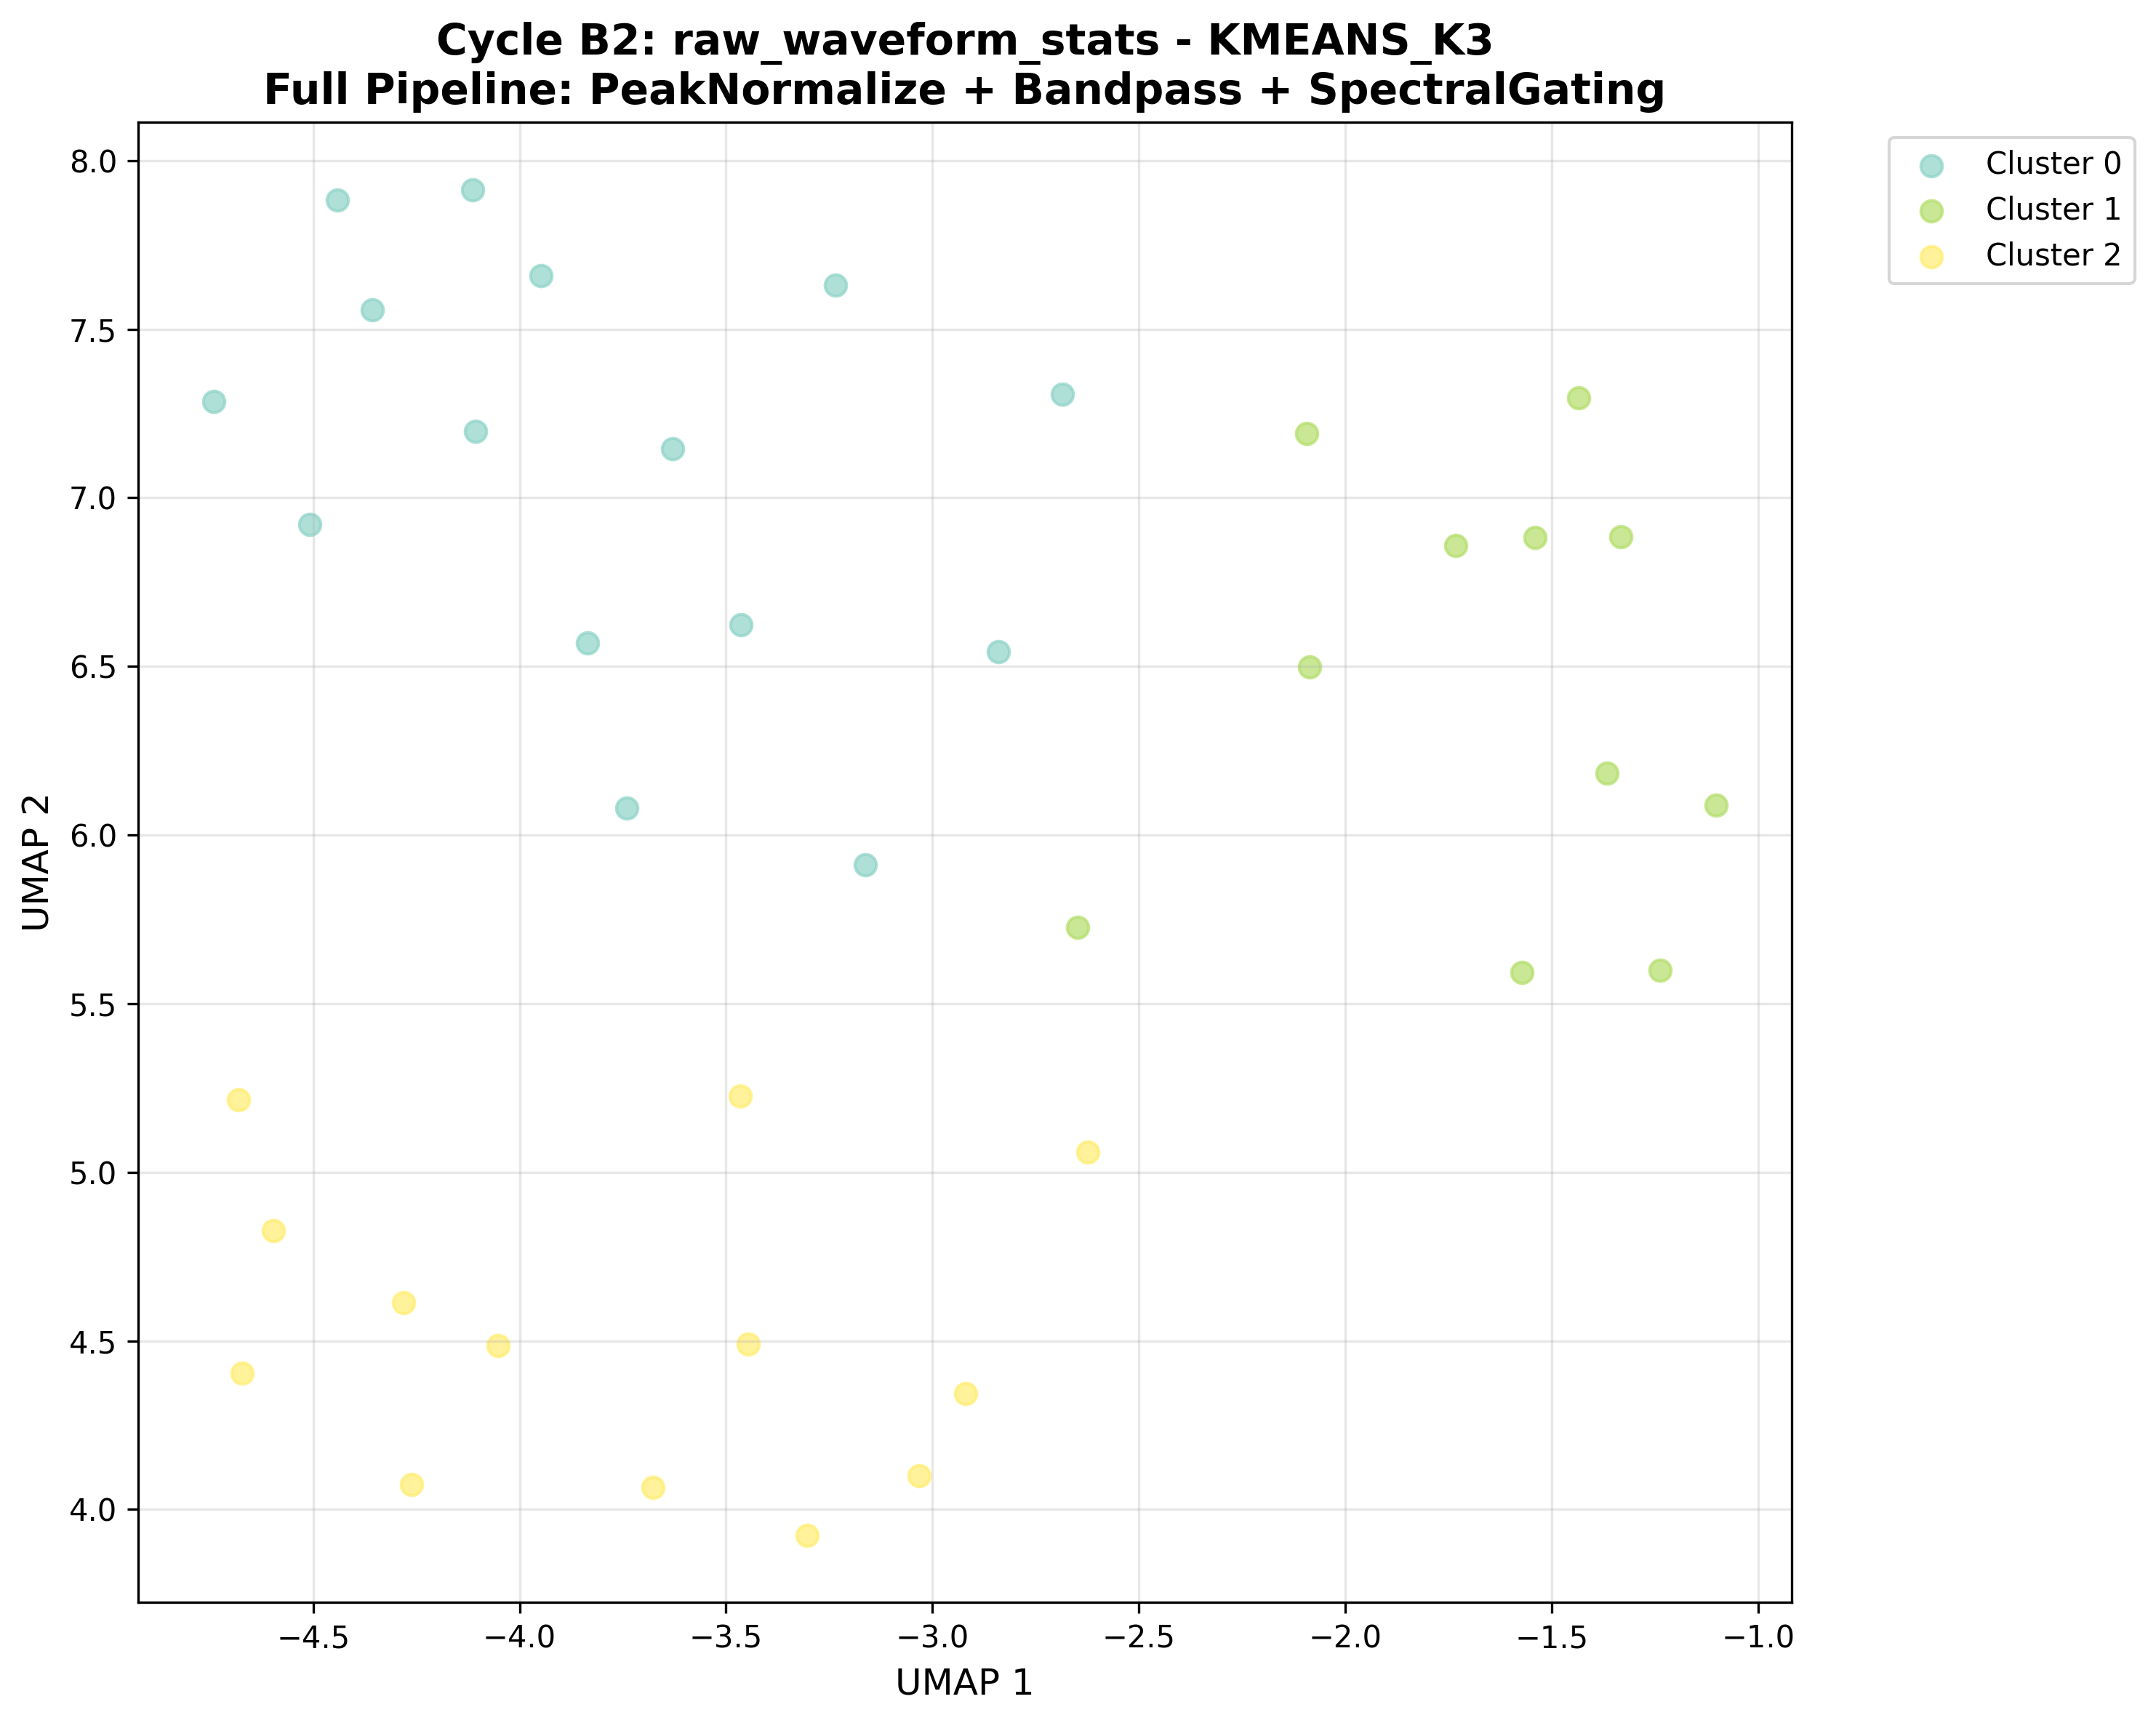 Cycle B2: raw_waveform_stats - KMEANS_K3
Full Pipeline: PeakNormalize + Bandpass + SpectralGating
Cluster 0
Cluster 1
Cluster 2
UMAP 2
8.0
7.5
7.0
6.5
6.0
5.5
5.0
4.5
4.0
−4.5 −4.0 −3.5 −3.0 −2.5 −2.0 −1.5 −1.0
UMAP 1